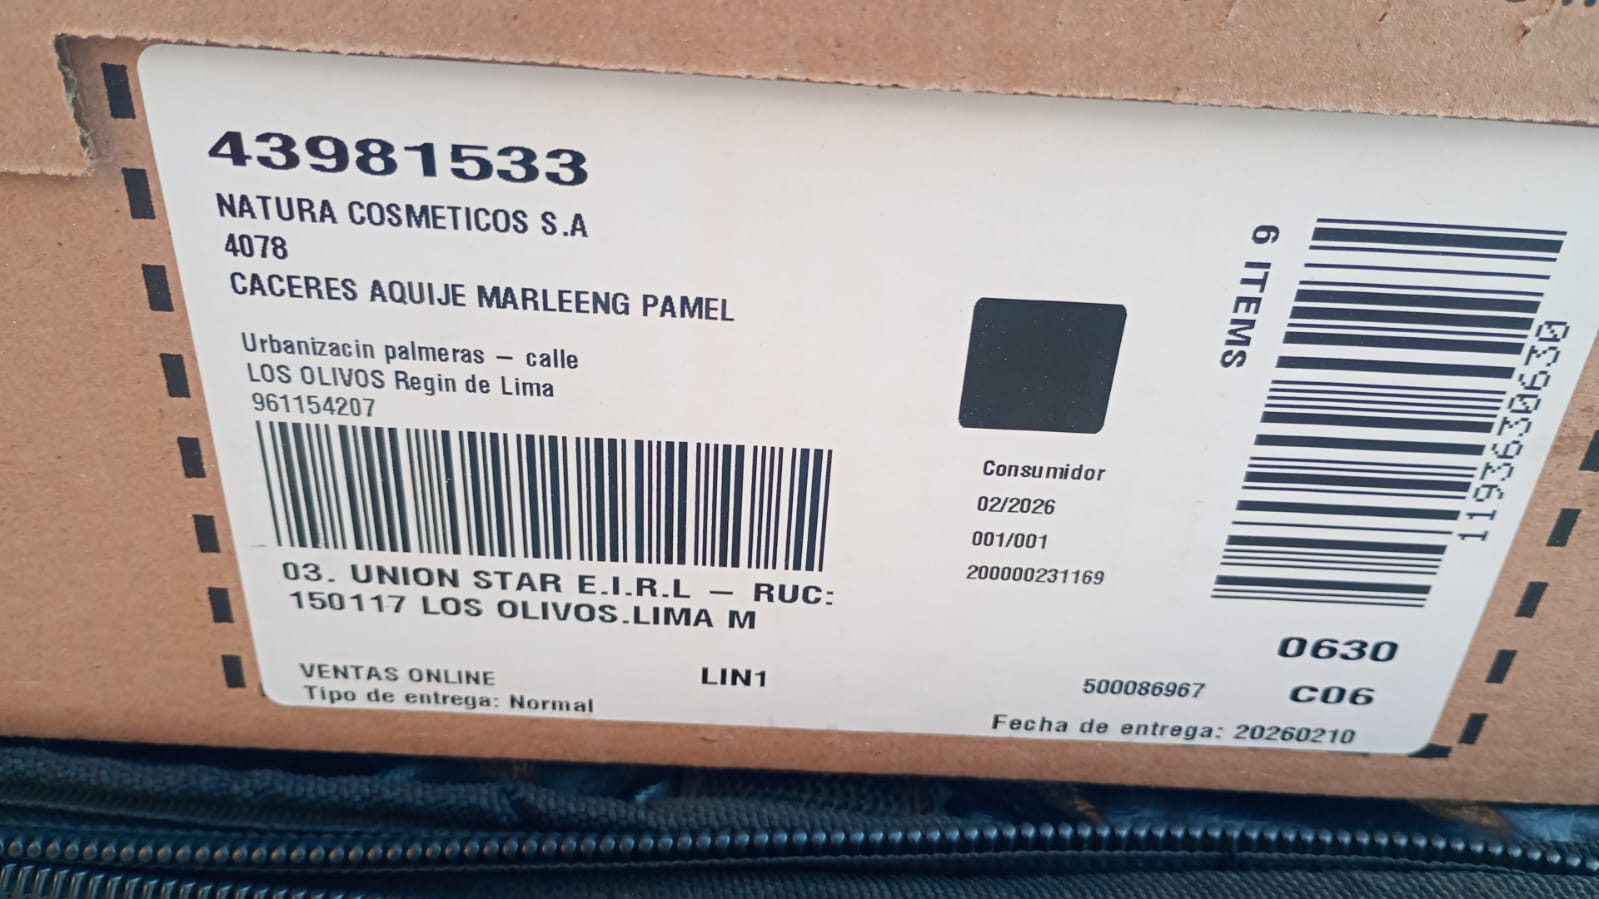 43981533
NATURA COSMETICOS S.A
4078
CACERES AQUIJE MARLEENG PAMEL
Urbanizacin palmeras – calle
LOS OLIVOS Regin de Lima
961154207
03. UNION STAR E.I.R.L – RUC:
150117 LOS OLIVOS.LIMA M
VENTAS ONLINE
LIN1
Tipo de entrega: Normal
Consumidor
02/2026
001/001
200000231169
6 ITEMS
1193693903930
0630
500086967
C06
Fecha de entrega: 20260210